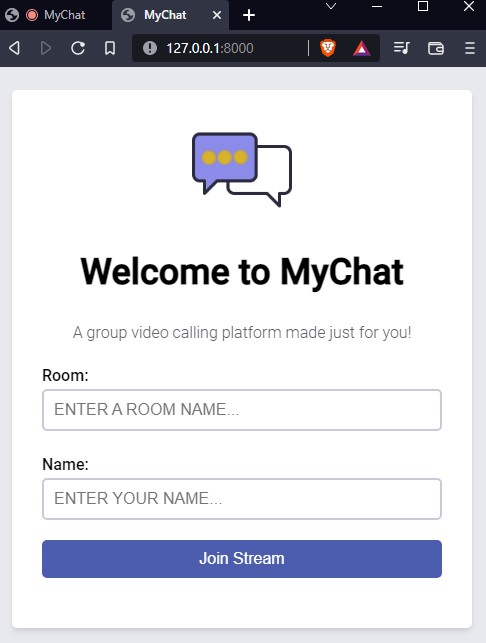 MyChat
MyChat
127.0.0.1:8000
Welcome to MyChat
A group video calling platform made just for you!
Room:
ENTER A ROOM NAME...
Name:
ENTER YOUR NAME...
Join Stream